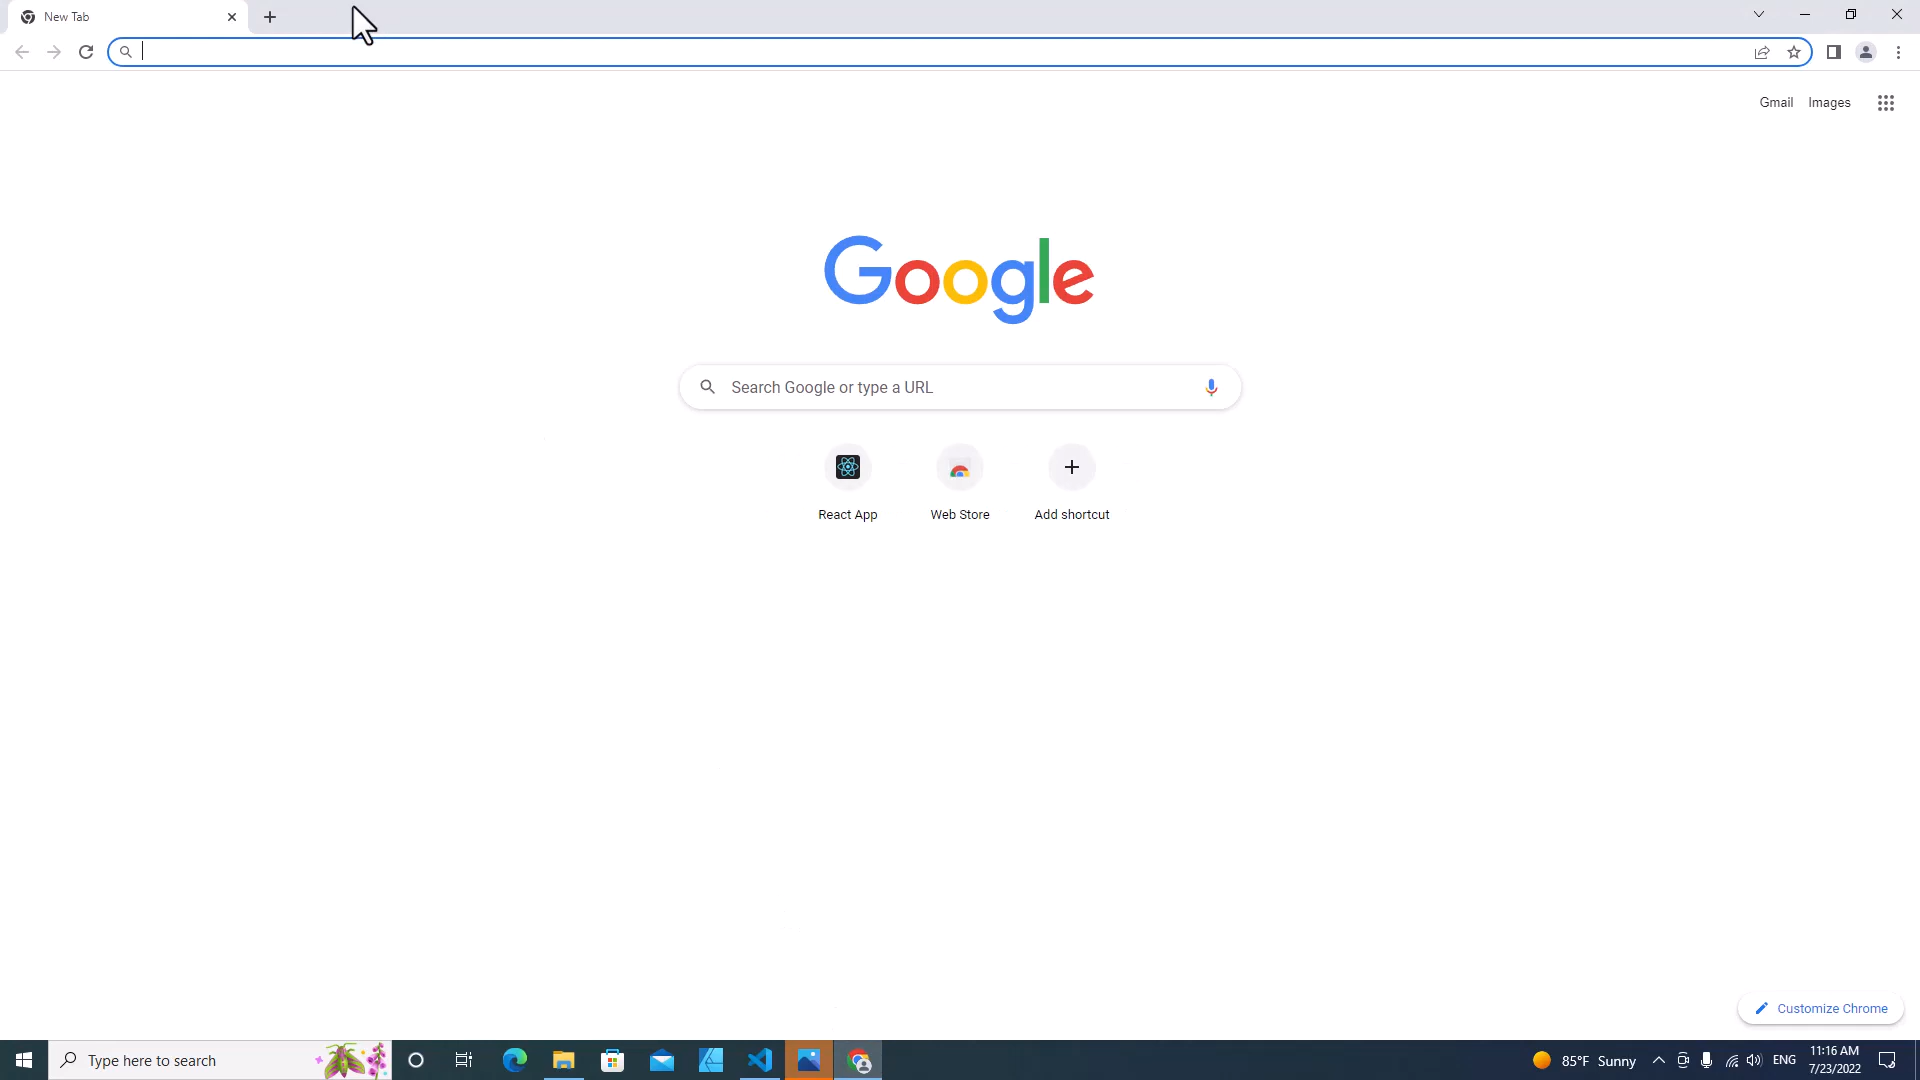 New Tab
Gmail Images
Google
Search Google or type a URL
React App Web Store Add shortcut
Customize Chrome
Type here to search
85°F Sunny
ENG
11:16 AM
7/23/2022